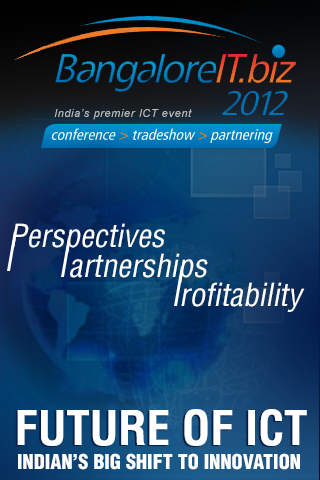 BangaloreIT.biz
2012
India's premier ICT event
conference > tradeshow > partnering
Perspectives
Partnerships
Profitability
FUTURE OF ICT
INDIAN'S BIG SHIFT TO INNOVATION